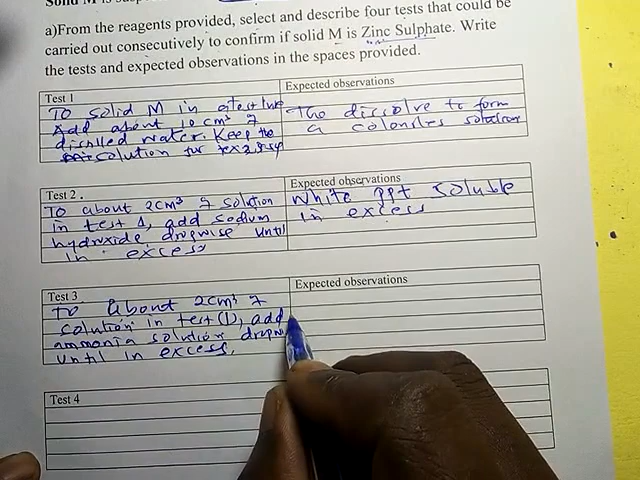 Solid M is suspe
a)From the reagents provided, select and describe four tests that could be
carried out consecutively to confirm if solid M is Zinc Sulphate. Write
the tests and expected observations in the spaces provided.
Test 1
Expected observations
To solid M in a test tube
Add about 10 cm³ of
distilled water. Keep the
solution for
The dissolve to form
a colourless solution
Test 2.
Expected observations
To about 2cm³ of solution
in test 1, add sodium
hydroxide dropwise until
in excess
White ppt soluble
in excess
Test 3
Expected observations
To about 2cm³ of
solution in test (1), add
ammonia solution dropw
until in excess.
Test 4